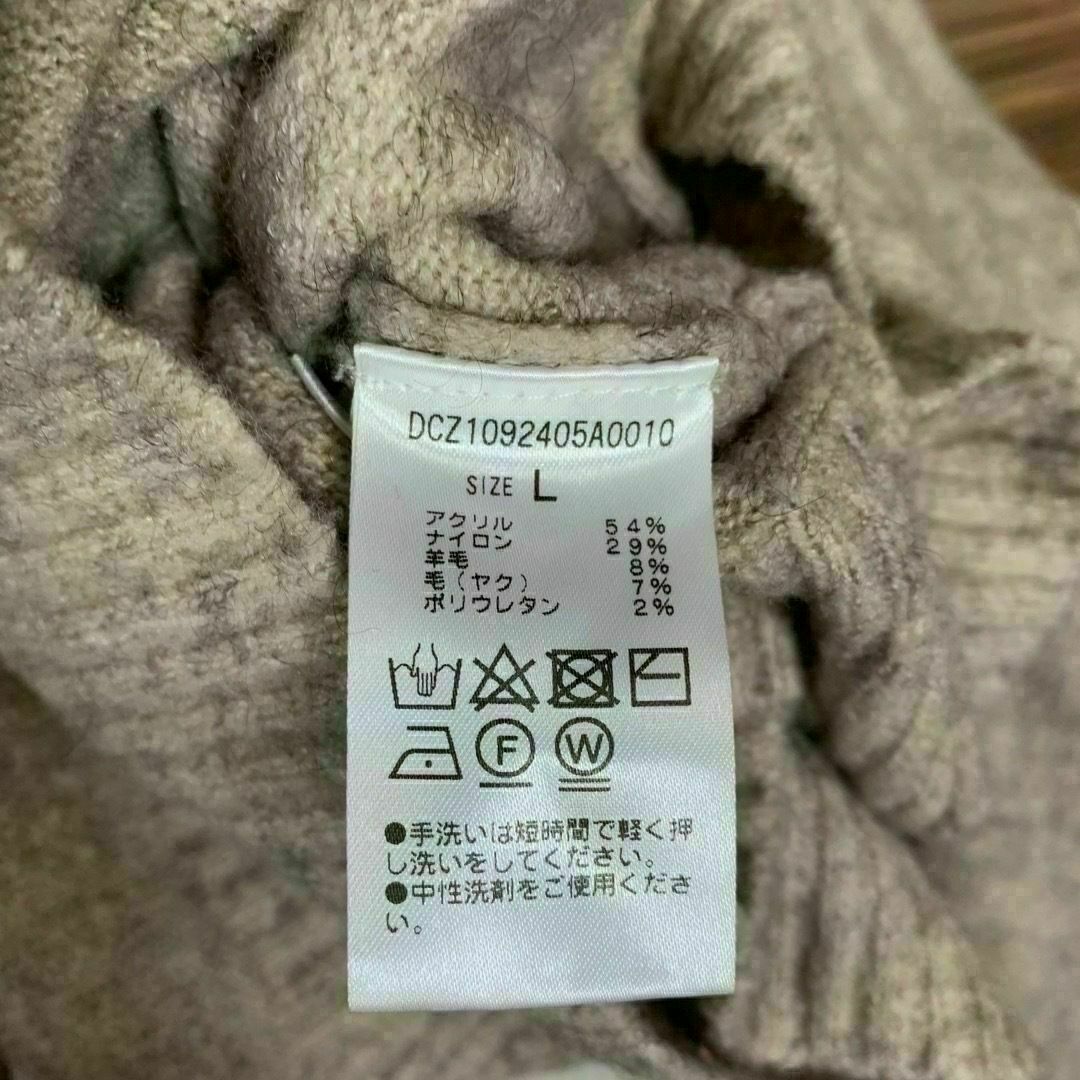 DCZ1092405A0010
SIZE L
アクリル 54%
ナイロン 29%
羊毛 8%
毛(ヤク) 7%
ポリウレタン 2%
F W
●手洗いは短時間で軽く押
し洗いをしてください。
●中性洗剤をご使用くださ
い。